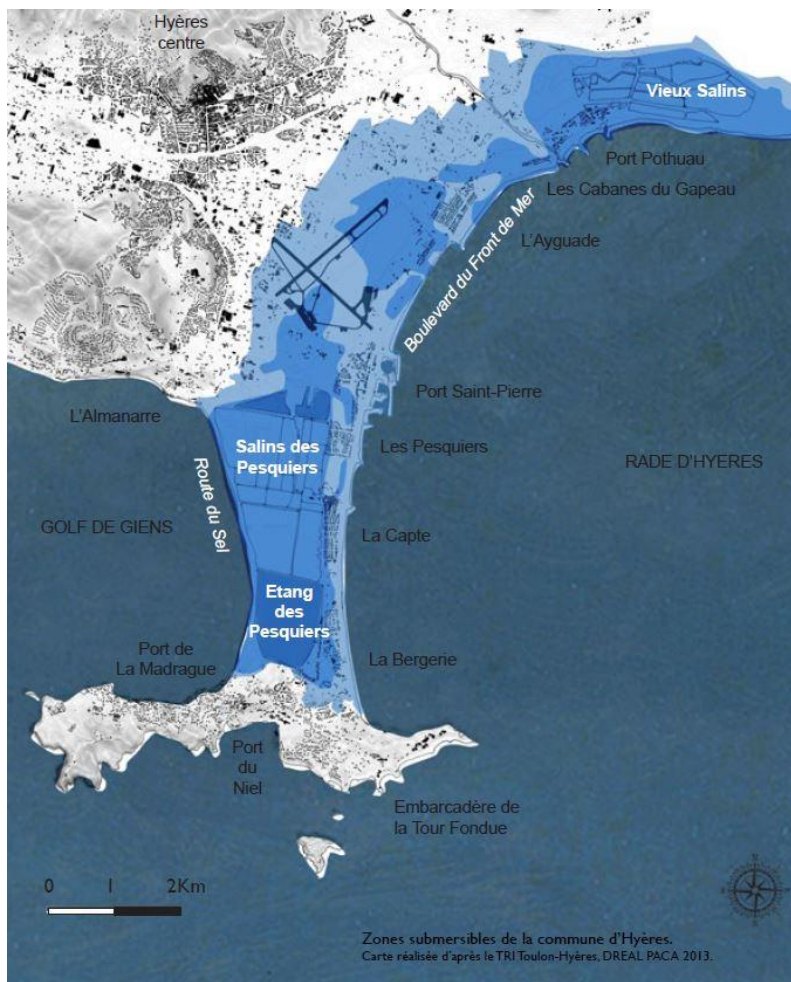 Hyères
centre
Vieux Salins
Port Pothuau
Les Cabanes du Gapeau
L'Ayguade
Boulevard du Front de Mer
Port Saint-Pierre
L'Almanarre
Salins des
Pesquiers
Les Pesquiers
RADE D'HYERES
Route du Sel
GOLF DE GIENS
La Capte
Etang
des
Pesquiers
Port de
La Madrague
La Bergerie
Port
du
Niel
Embarcadère de
la Tour Fondue
0 1 2Km
Zones submersibles de la commune d'Hyères.
Carte réalisée d'après le TRI Toulon-Hyères, DREAL PACA 2013.